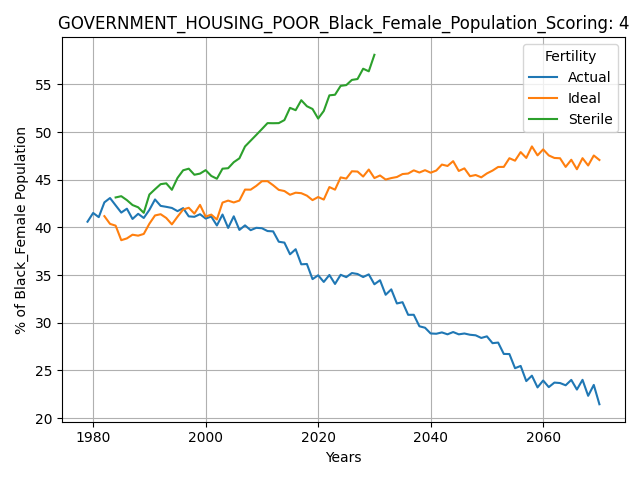 GOVERNMENT_HOUSING_POOR_Black_Female_Population_Scoring: 4
Fertility
Actual
Ideal
Sterile
% of Black_Female Population
55
50
45
40
35
30
25
20
1980 2000 2020 2040 2060
Years